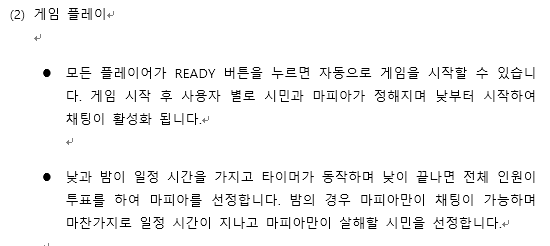 (2) 게임 플레이
● 모든 플레이어가 READY 버튼을 누르면 자동으로 게임을 시작할 수 있습니
다. 게임 시작 후 사용자 별로 시민과 마피아가 정해지며 낮부터 시작하여
채팅이 활성화 됩니다.
● 낮과 밤이 일정 시간을 가지고 타이머가 동작하며 낮이 끝나면 전체 인원이
투표를 하여 마피아를 선정합니다. 밤의 경우 마피아만이 채팅이 가능하며
마찬가지로 일정 시간이 지나고 마피아만이 살해할 시민을 선정합니다.